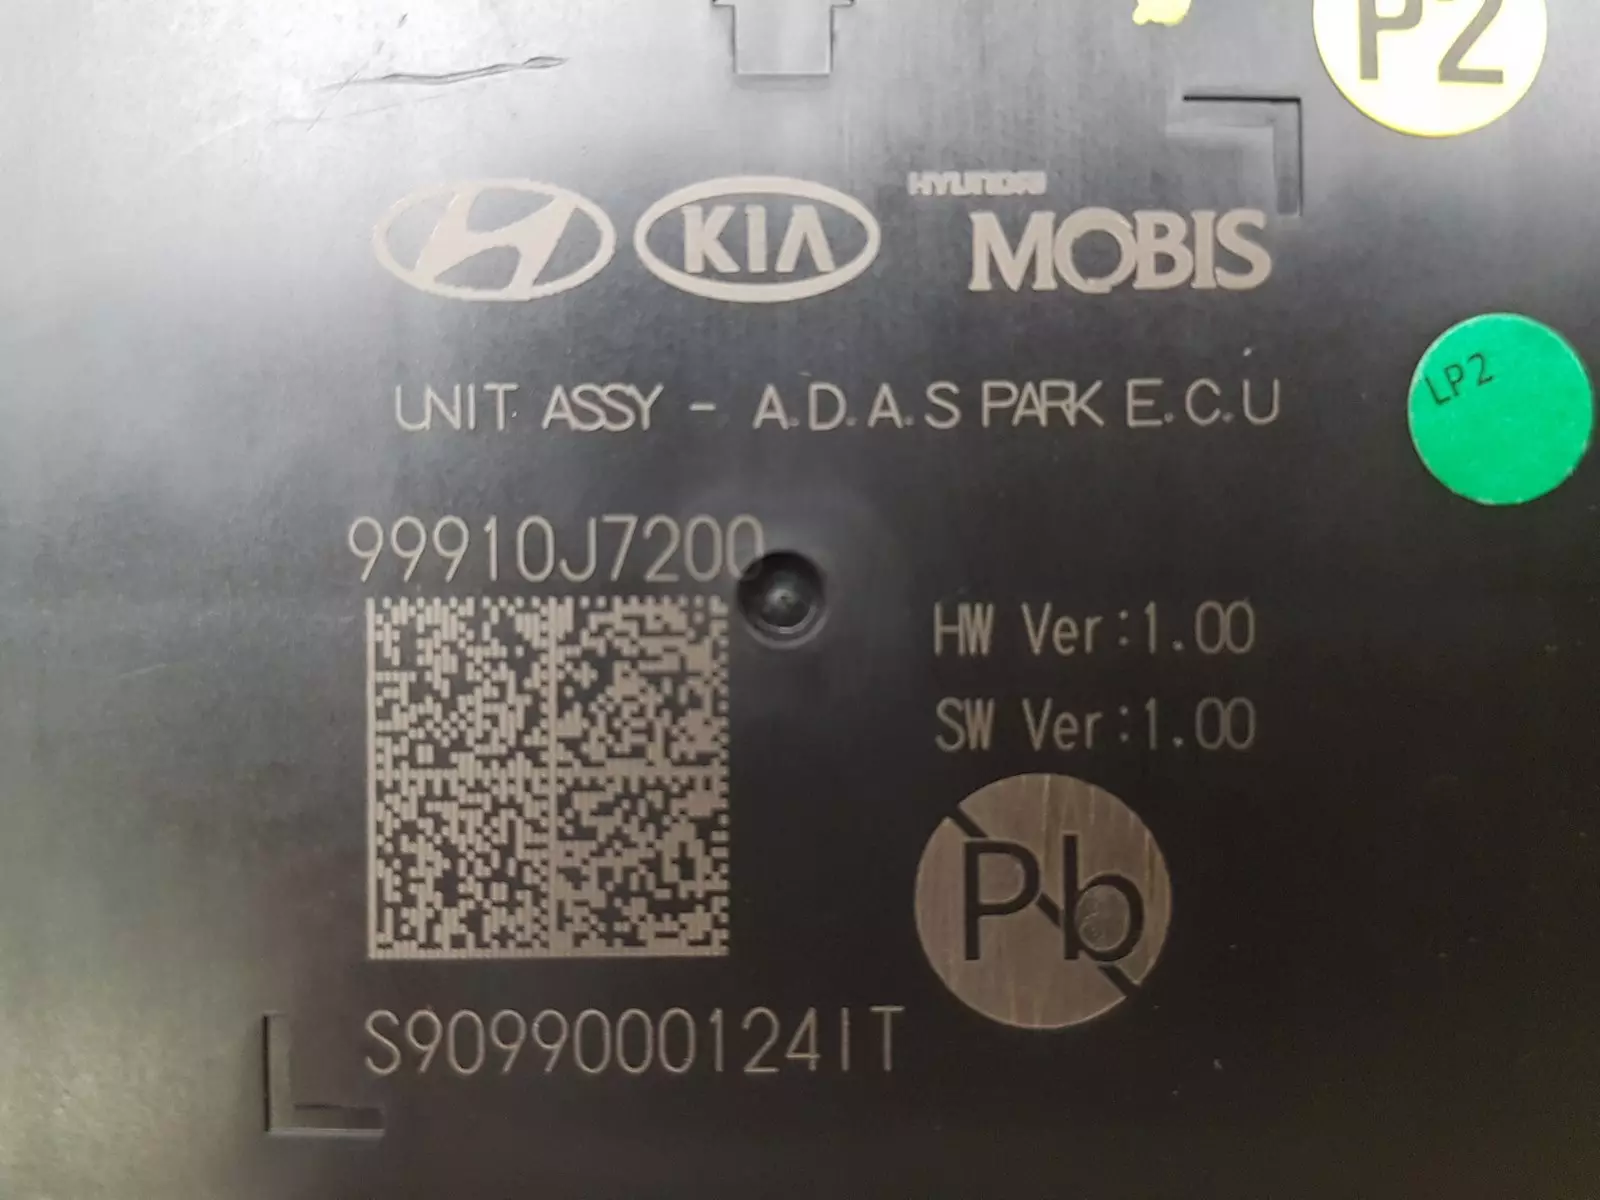 P2
KIA
HYUNDAI
MOBIS
LP2
UNIT ASSY - A.D.A.S PARK E.C.U
99910J7200
HW Ver:1.00
SW Ver:1.00
Pb
S9099000124IT